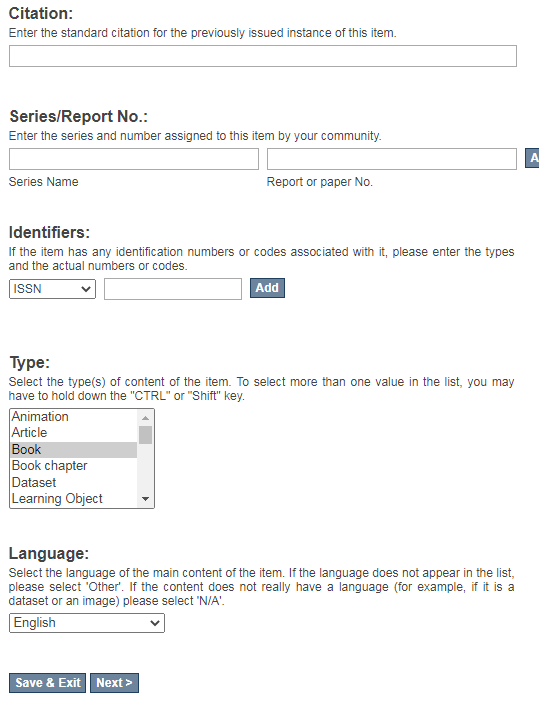 Citation:
Enter the standard citation for the previously issued instance of this item.
Series/Report No.:
Enter the series and number assigned to this item by your community.
A
Series Name Report or paper No.
Identifiers:
If the item has any identification numbers or codes associated with it, please enter the types
and the actual numbers or codes.
ISSN Add
Type:
Select the type(s) of content of the item. To select more than one value in the list, you may
have to hold down the "CTRL" or "Shift" key.
Animation
Article
Book
Book chapter
Dataset
Learning Object
Language:
Select the language of the main content of the item. If the language does not appear in the list,
please select 'Other'. If the content does not really have a language (for example, if it is a
dataset or an image) please select 'N/A'.
English
Save & Exit Next >